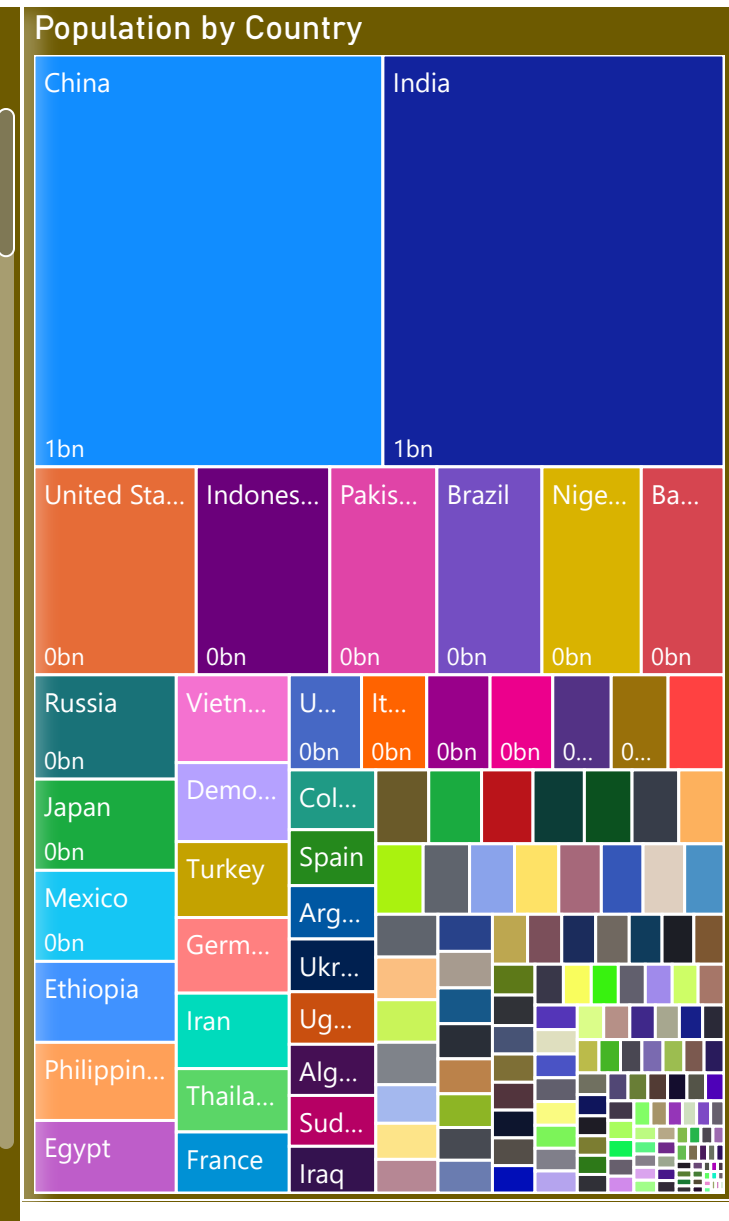 Population by Country
China
India
1bn
1bn
United Sta...
Indones...
Pakis...
Brazil
Nige...
Ba...
0bn
0bn
0bn
0bn
0bn
0bn
Russia
Vietn...
U...
It...
0bn
0bn
0bn
0bn
0...
0...
0bn
Japan
Demo...
Col...
0bn
Turkey
Spain
Mexico
Arg...
0bn
Germ...
Ukr...
Ethiopia
Iran
Ug...
Philippin...
Thaila...
Alg...
Sud...
Egypt
France
Iraq